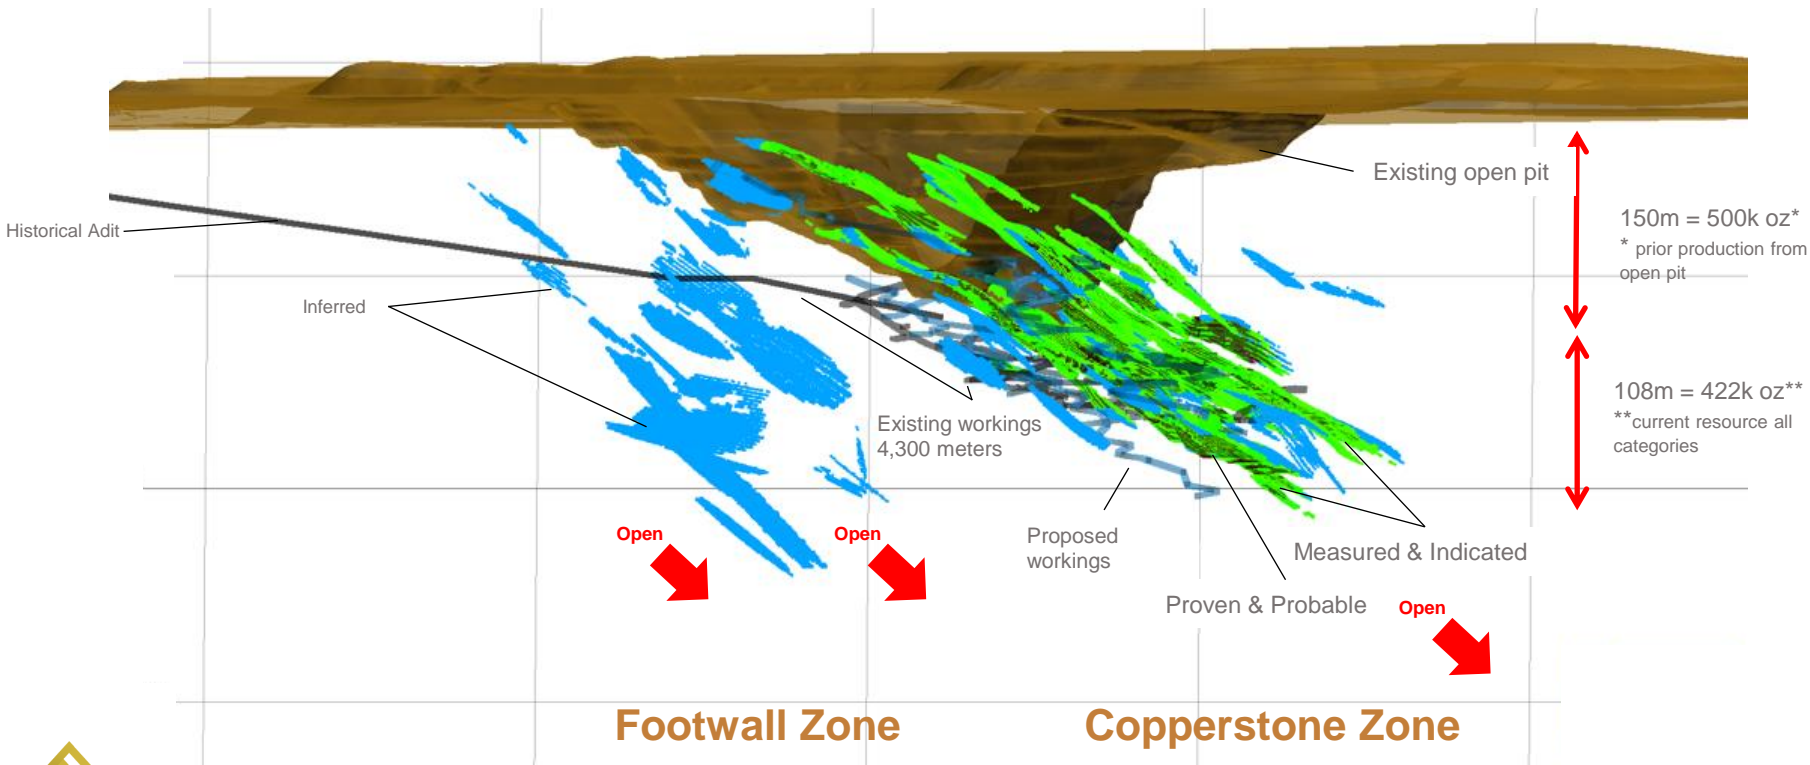 Existing open pit
150m = 500k oz*
* prior production from
open pit
Historical Adit
Inferred
108m = 422k oz**
**current resource all
categories
Existing workings
4,300 meters
Open
Open
Proposed
workings
Measured & Indicated
Proven & Probable
Open
Footwall Zone
Copperstone Zone